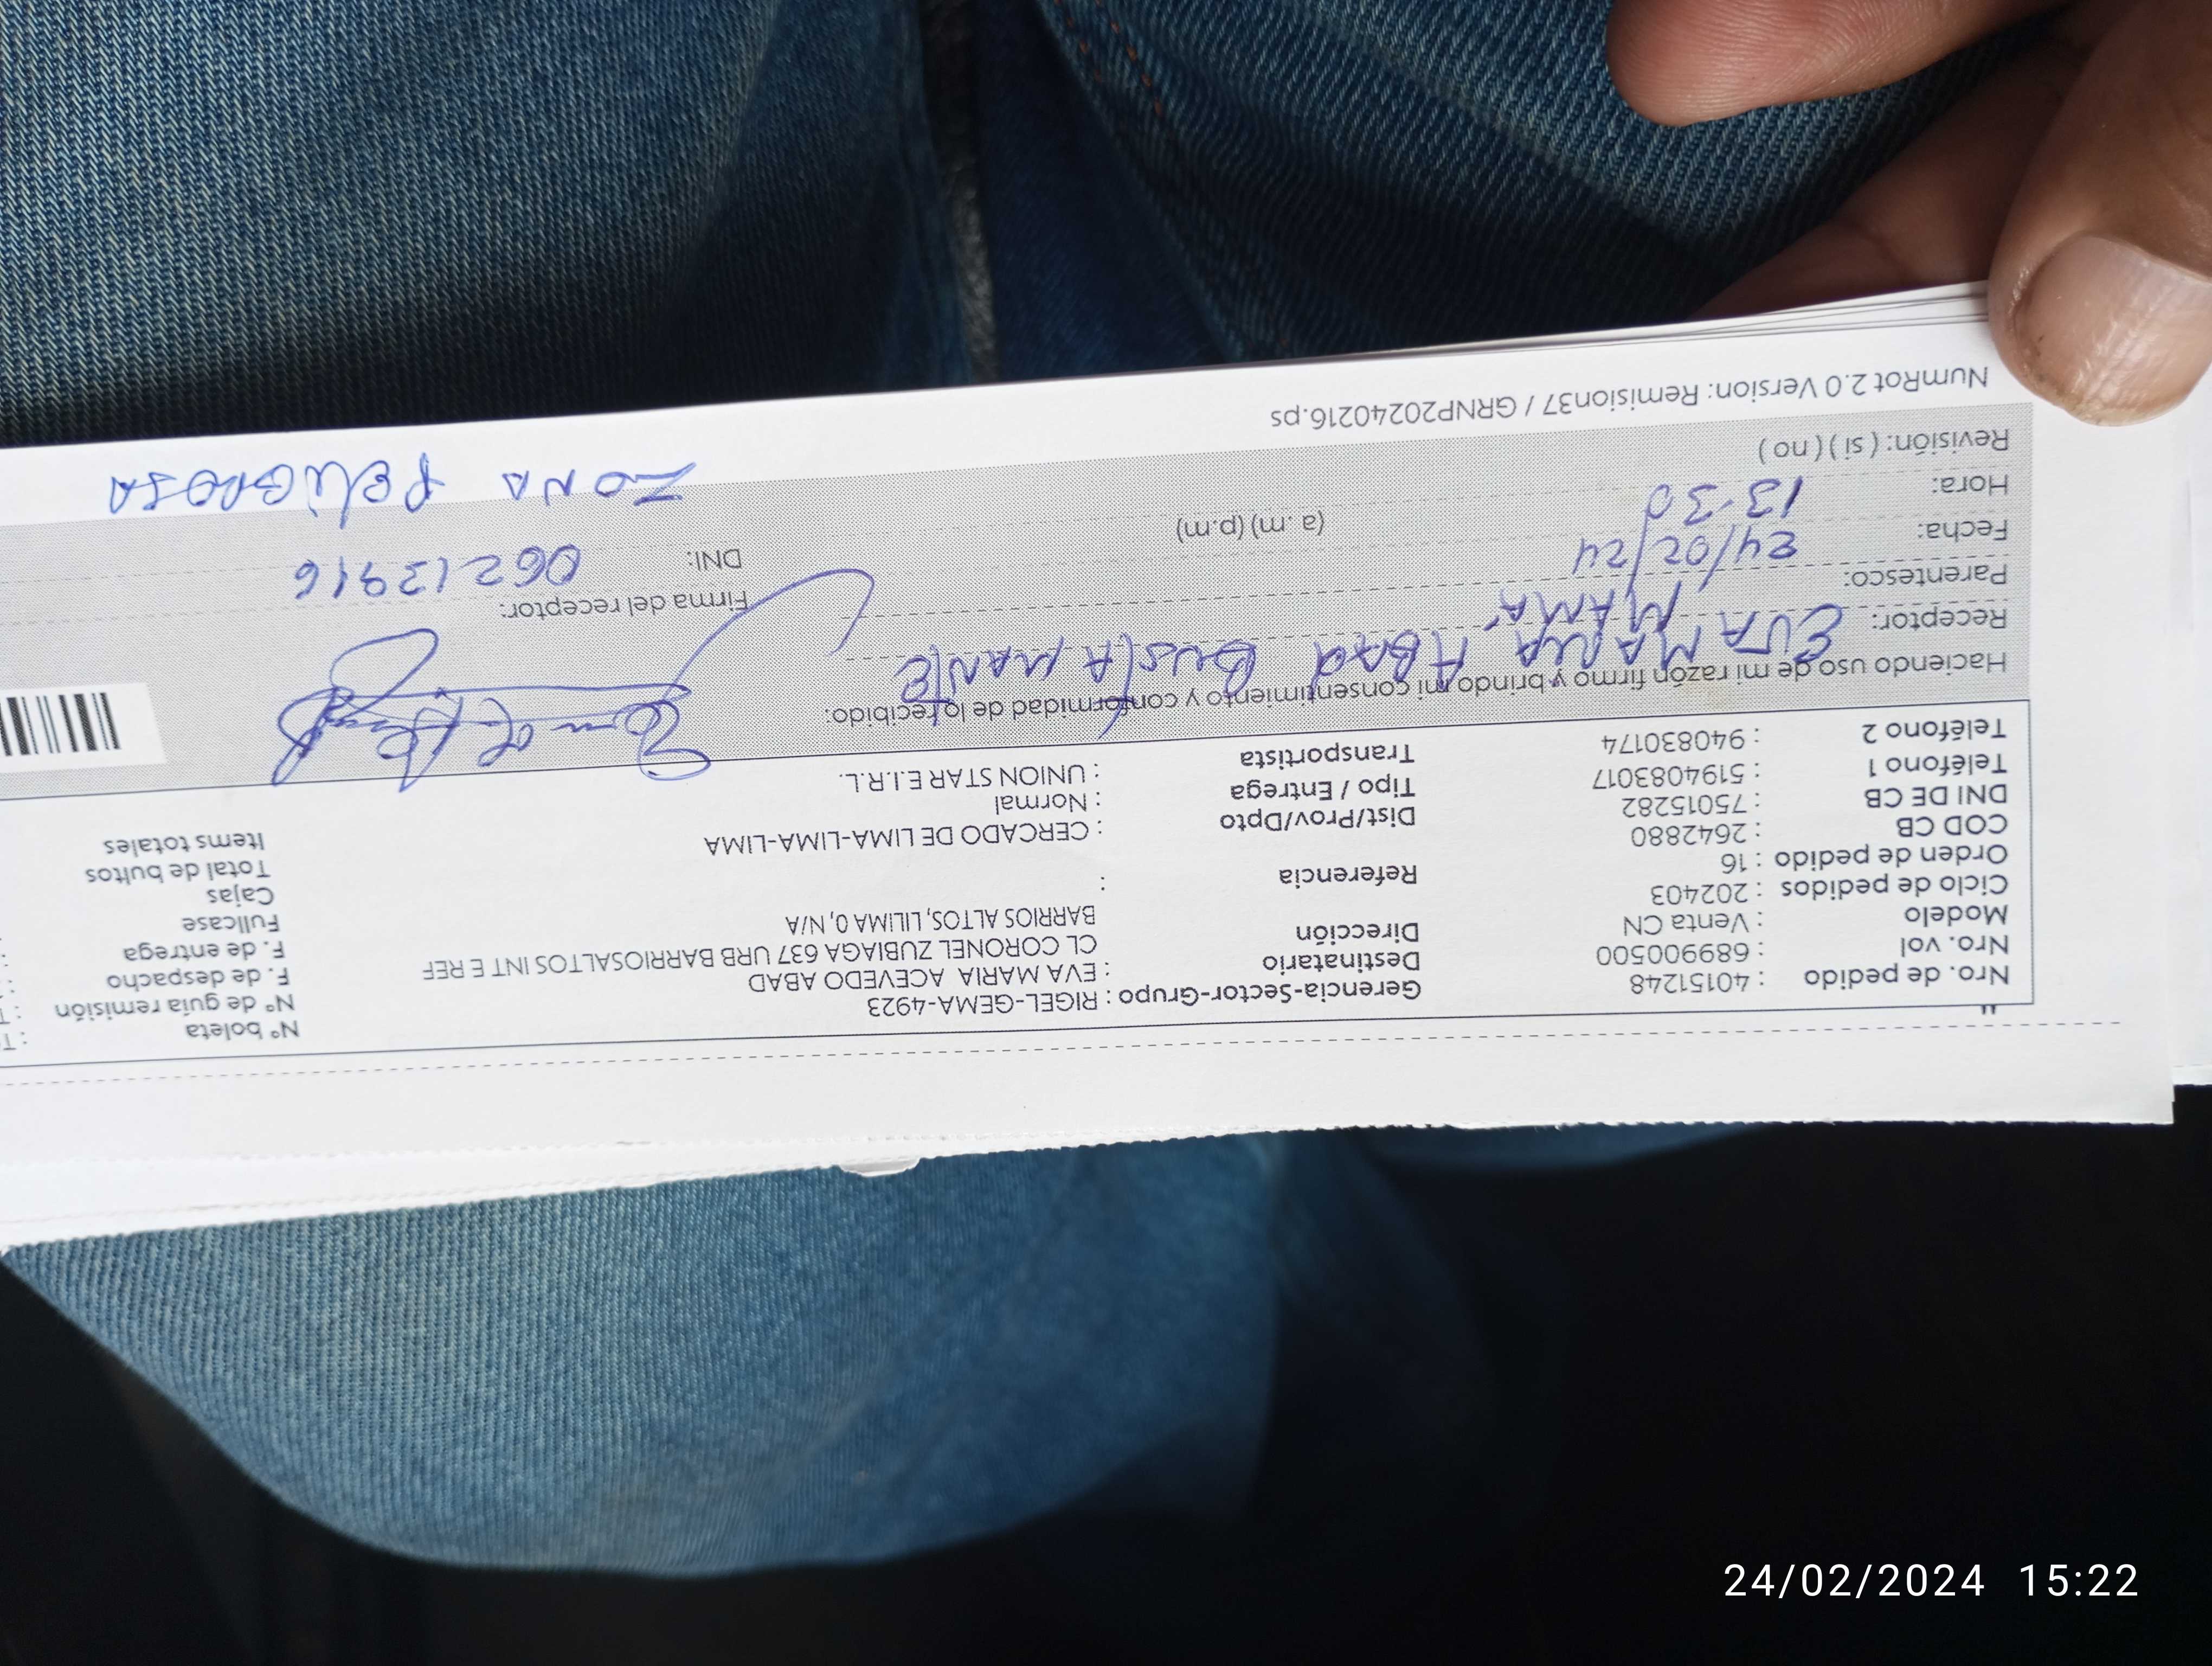 Nro. de pedido : 40151248
Nro. vol : 689900500
Modelo : Venta CN
Ciclo de pedidos : 202403
Orden de pedido : 16
COD CB : 2642880
DNI DE CB : 75015282
Teléfono 1 : 5194083017
Teléfono 2 : 940830174
Gerencia-Sector-Grupo : RIGEL-GEMA-4923
Destinatario : EVA MARIA ACEVEDO ABAD
Dirección CL CORONEL ZUBIAGA 637 URB BARRIOSALTOS INT E REF
BARRIOS ALTOS, LILIMA 0, N/A
Referencia :
Dist/Prov/Dpto : CERCADO DE LIMA-LIMA-LIMA
Tipo / Entrega : Normal
Transportista : UNION STAR E.I.R.L.
N° boleta : T
N° de guía remisión : T
F. de despacho :
F. de entrega :
Fullcase
Cajas
Total de bultos
Items totales
Haciendo uso de mi razón firmo y brindo mi consentimiento y conformidad de lo recibido:
Receptor: EVA MARIA ABAD BUSTAMANTE
Parentesco: MAMÁ
Fecha: 24/02/24
Hora: 13.30 (a. m) (p.m)
Revisión: ( si ) ( no )
Firma del receptor:
DNI: 06213916
ZONA PELIGROSA
NumRot 2.0 Version: Remision37 / GRNP20240216.ps
24/02/2024 15:22